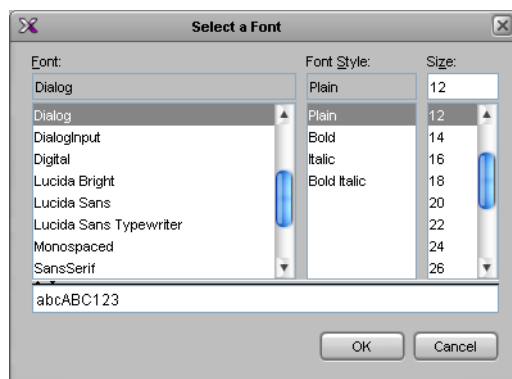 Select a Font
Font: Font Style: Size:
Dialog Plain 12
Dialog Plain 12
DialogInput Bold 14
Digital Italic 16
Lucida Bright Bold Italic 18
Lucida Sans 20
Lucida Sans Typewriter 22
Monospaced 24
SansSerif 26
abcABC123
OK Cancel